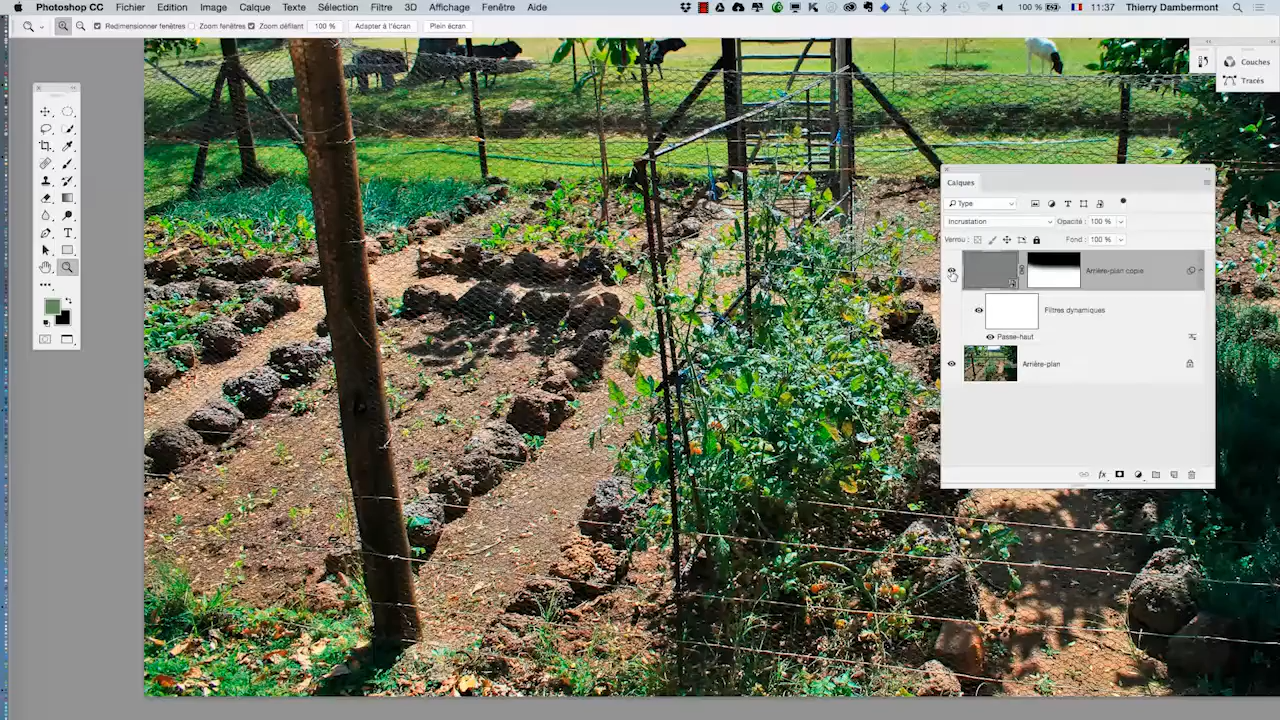 Photoshop CC Fichier Edition Image Calque Texte Sélection Filtre 3D Affichage Fenêtre Aide 100 % 11:37 Thierry Dambermont
Redimensionner fenêtres Zoom fenêtres Zoom défilant 100 % Adapter à l'écran Plein écran
Couches
Tracés
Calques
Type
Incrustation Opacité : 100 %
Verrou : Fond : 100 %
Arrière-plan copie
Filtres dynamiques
Passe-haut
Arrière-plan
fx